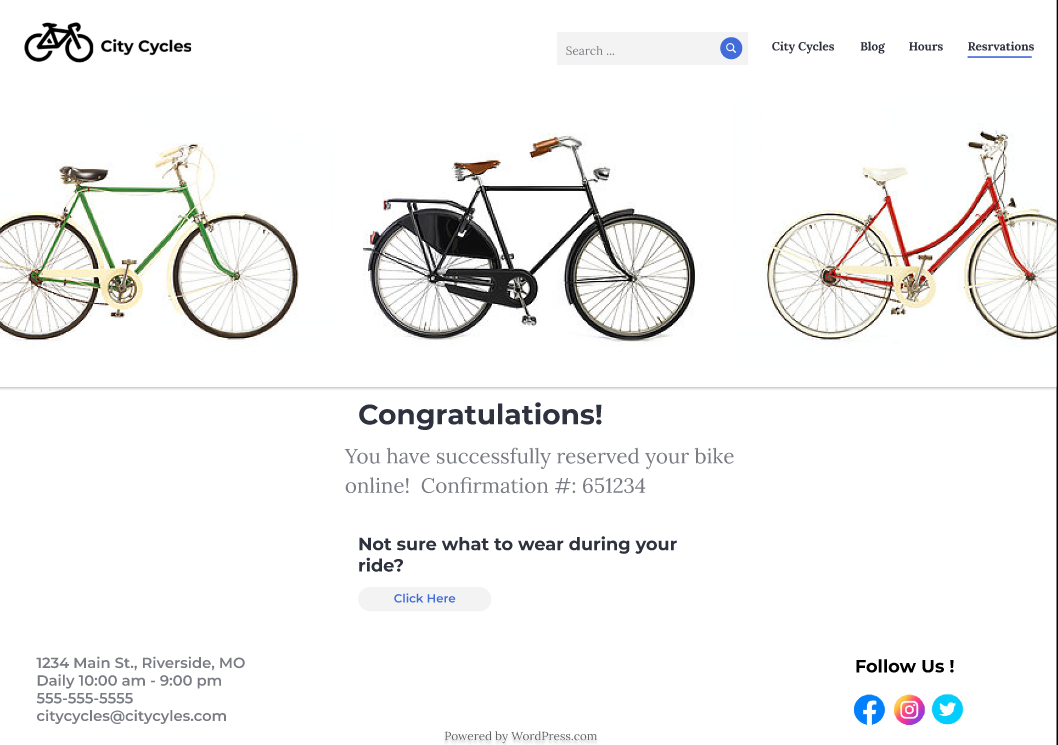 City Cycles
Search ...
City Cycles
Blog
Hours
Resrvations
Congratulations!
You have successfully reserved your bike
online!  Confirmation #: 651234
Not sure what to wear during your
ride?
Click Here
1234 Main St., Riverside, MO
Daily 10:00 am - 9:00 pm
555-555-5555
citycycles@citycyles.com
Follow Us !
Powered by WordPress.com